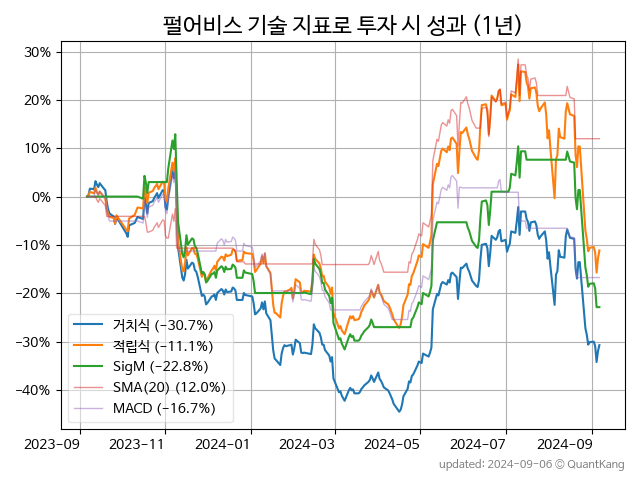 펄어비스 기술 지표로 투자 시 성과 (1년)
30%
20%
10%
0%
−10%
−20%
−30%
−40%
거치식 (−30.7%)
적립식 (−11.1%)
SigM (−22.8%)
SMA(20) (12.0%)
MACD (−16.7%)
2023-09 2023-11 2024-01 2024-03 2024-05 2024-07 2024-09
updated: 2024-09-06 © QuantKang